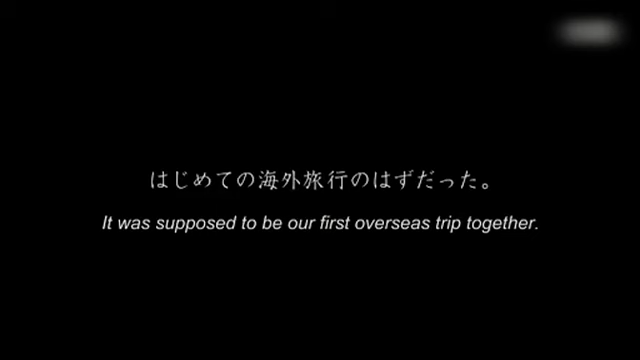 はじめての海外旅行のはずだった。
It was supposed to be our first overseas trip together.